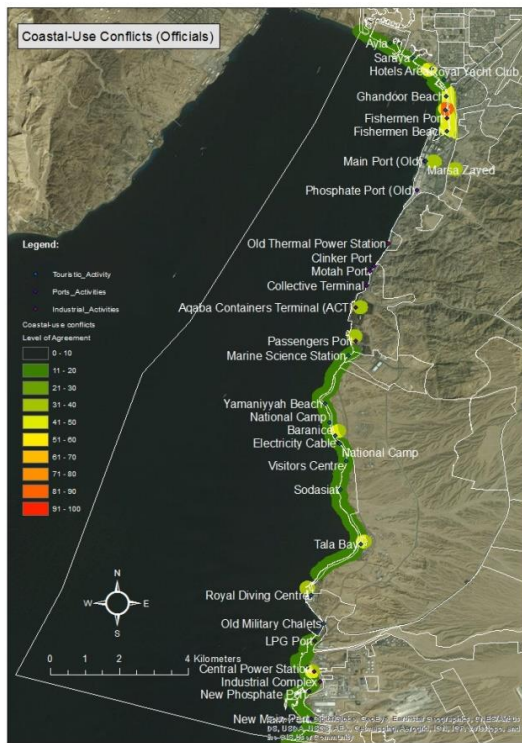 Coastal-Use Conflicts (Officials)
Ayla
Saraya
Hotels Area Royal Yacht Club
Ghandoor Beach
Fishermen Port
Fishermen Beach
Main Port (Old)
Marsa Zayed
Phosphate Port (Old)
Old Thermal Power Station
Clinker Port
Motah Port
Collective Terminal
Aqaba Containers Terminal (ACT)
Passengers Port
Marine Science Station
Yamaniyyah Beach
National Camp
Baranice
Electricity Cable
National Camp
Visitors Centre
Sodasiat
Tala Bay
Royal Diving Centre
Old Military Chalets
LPG Port
Central Power Station
Industrial Complex
New Phosphate Port
New Main Port
Legend:
Touristic_Activity
Ports_Activities
Industrial_Activities
Coastal-use conflicts
Level of Agreement
0 - 10
11 - 20
21 - 30
31 - 40
41 - 50
51 - 60
61 - 70
71 - 80
81 - 90
91 - 100
N
W E
S
0 1 2 4 Kilometers